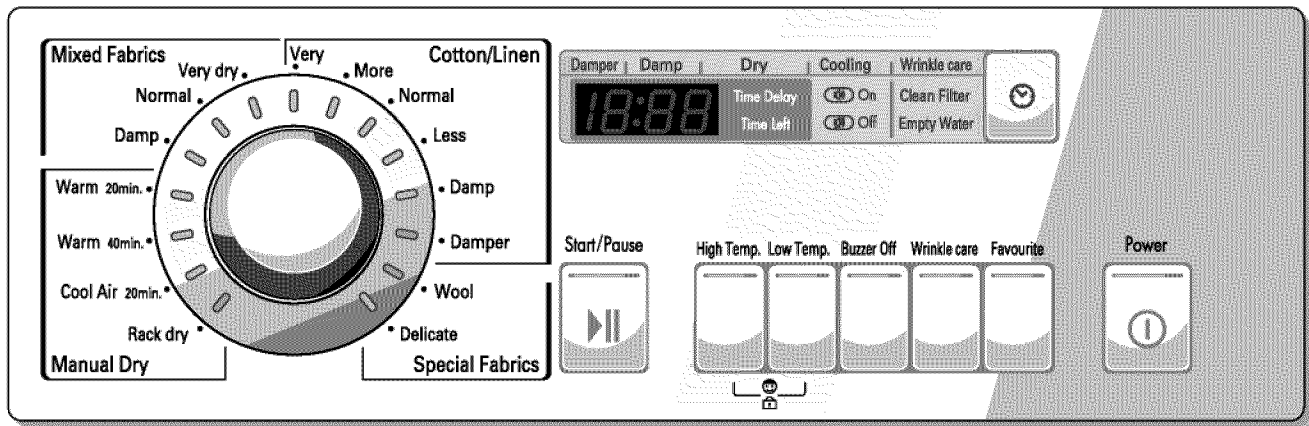 Mixed Fabrics
Very dry
Normal
Damp
Very
Cotton/Linen
More
Normal
Less
Damp
Damper
Warm 20min.
Warm 40min.
Cool Air 20min.
Rack dry
Manual Dry
Wool
Delicate
Special Fabrics
Damper Damp Dry Cooling Wrinkle care
18:88 Time Delay On Clean Filter
Time Left Off Empty Water
Start/Pause
High Temp. Low Temp. Buzzer Off Wrinkle care Favourite
Power